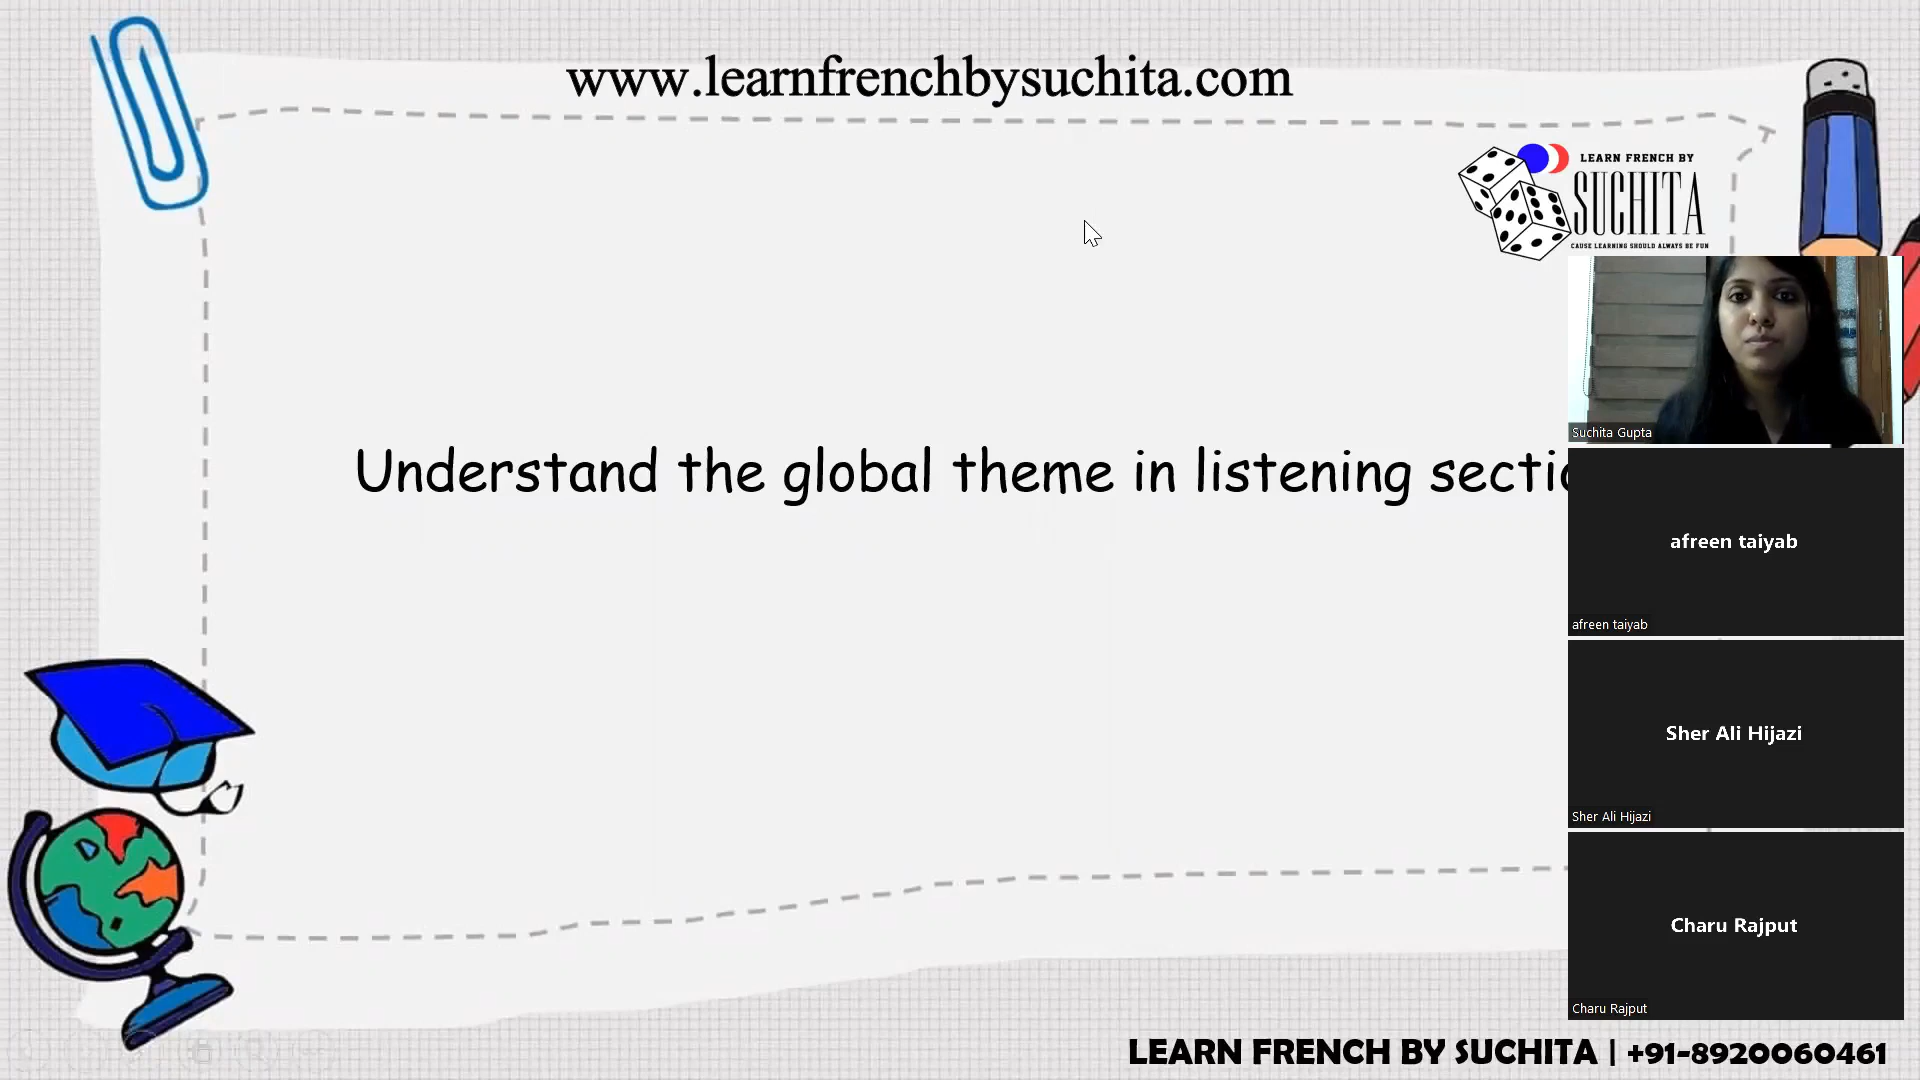 www.learnfrenchbysuchita.com
LEARN FRENCH BY
SUCHITA
CAUSE LEARNING SHOULD ALWAYS BE FUN
Suchita Gupta
Understand the global theme in listening sectio
afreen taiyab
afreen taiyab
Sher Ali Hijazi
Sher Ali Hijazi
Charu Rajput
Charu Rajput
LEARN FRENCH BY SUCHITA | +91-8920060461